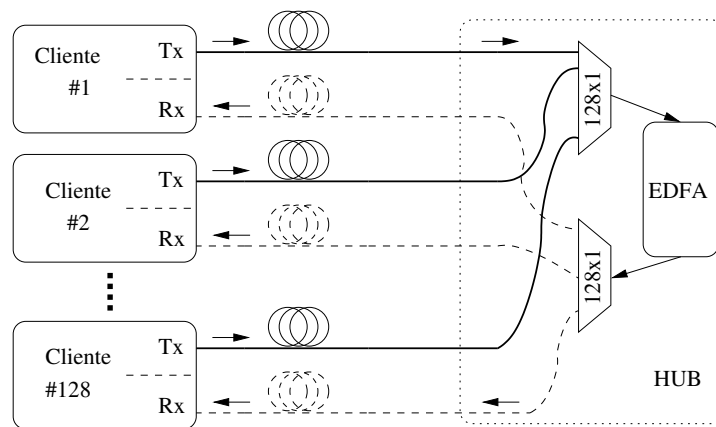 Cliente
#1
Tx
Rx
128x1
Cliente
#2
Tx
Rx
EDFA
128x1
Cliente
#128
Tx
Rx
HUB